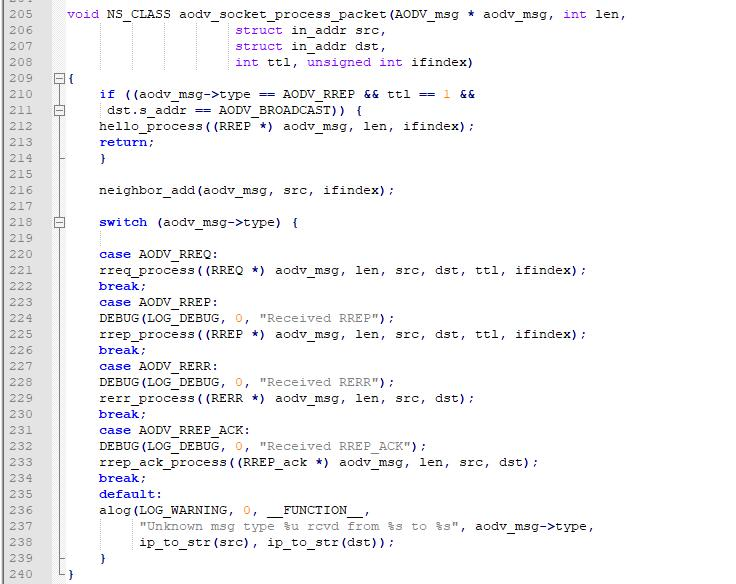 205 void NS_CLASS aodv_socket_process_packet(AODV_msg * aodv_msg, int len,
206 struct in_addr src,
207 struct in_addr dst,
208 int ttl, unsigned int ifindex)
209 {
210 if ((aodv_msg->type == AODV_RREP && ttl == 1 &&
211 dst.s_addr == AODV_BROADCAST)) {
212 hello_process((RREP *) aodv_msg, len, ifindex);
213 return;
214 }
215
216 neighbor_add(aodv_msg, src, ifindex);
217
218 switch (aodv_msg->type) {
219
220 case AODV_RREQ:
221 rreq_process((RREQ *) aodv_msg, len, src, dst, ttl, ifindex);
222 break;
223 case AODV_RREP:
224 DEBUG(LOG_DEBUG, 0, "Received RREP");
225 rrep_process((RREP *) aodv_msg, len, src, dst, ttl, ifindex);
226 break;
227 case AODV_RERR:
228 DEBUG(LOG_DEBUG, 0, "Received RERR");
229 rerr_process((RERR *) aodv_msg, len, src, dst);
230 break;
231 case AODV_RREP_ACK:
232 DEBUG(LOG_DEBUG, 0, "Received RREP_ACK");
233 rrep_ack_process((RREP_ack *) aodv_msg, len, src, dst);
234 break;
235 default:
236 alog(LOG_WARNING, 0, __FUNCTION__,
237 "Unknown msg type %u rcvd from %s to %s", aodv_msg->type,
238 ip_to_str(src), ip_to_str(dst));
239 }
240 }